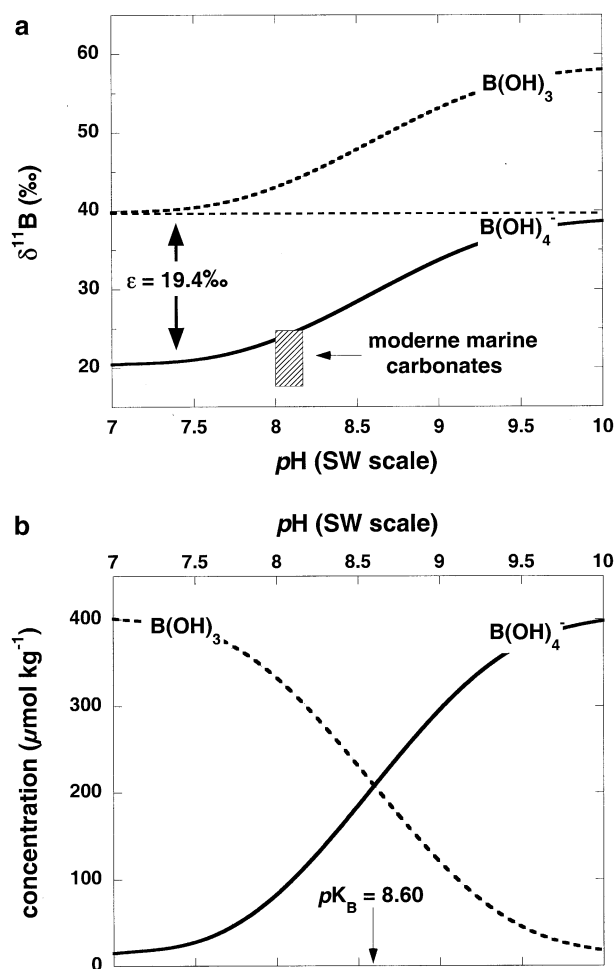 a
60
50
40
30
20
δ¹¹B (‰)
B(OH)₃
B(OH)₄⁻
ε = 19.4‰
moderne marine
carbonates
7 7.5 8 8.5 9 9.5 10
pH (SW scale)
b
pH (SW scale)
7 7.5 8 8.5 9 9.5 10
400
300
200
100
0
concentration (µmol kg⁻¹)
B(OH)₃
B(OH)₄⁻
pK_B = 8.60